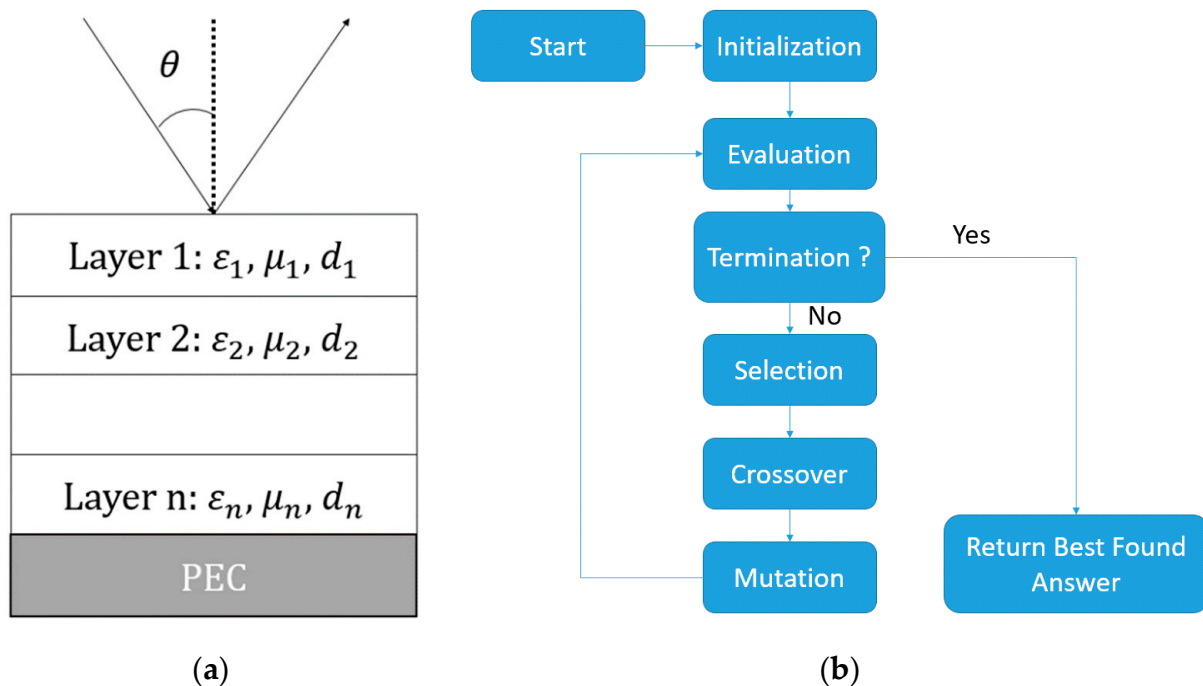 θ
Layer 1: ε₁, μ₁, d₁
Layer 2: ε₂, μ₂, d₂
Layer n: εₙ, μₙ, dₙ
PEC
(a)
Start
Initialization
Evaluation
Termination ?
Yes
No
Selection
Crossover
Mutation
Return Best Found
Answer
(b)